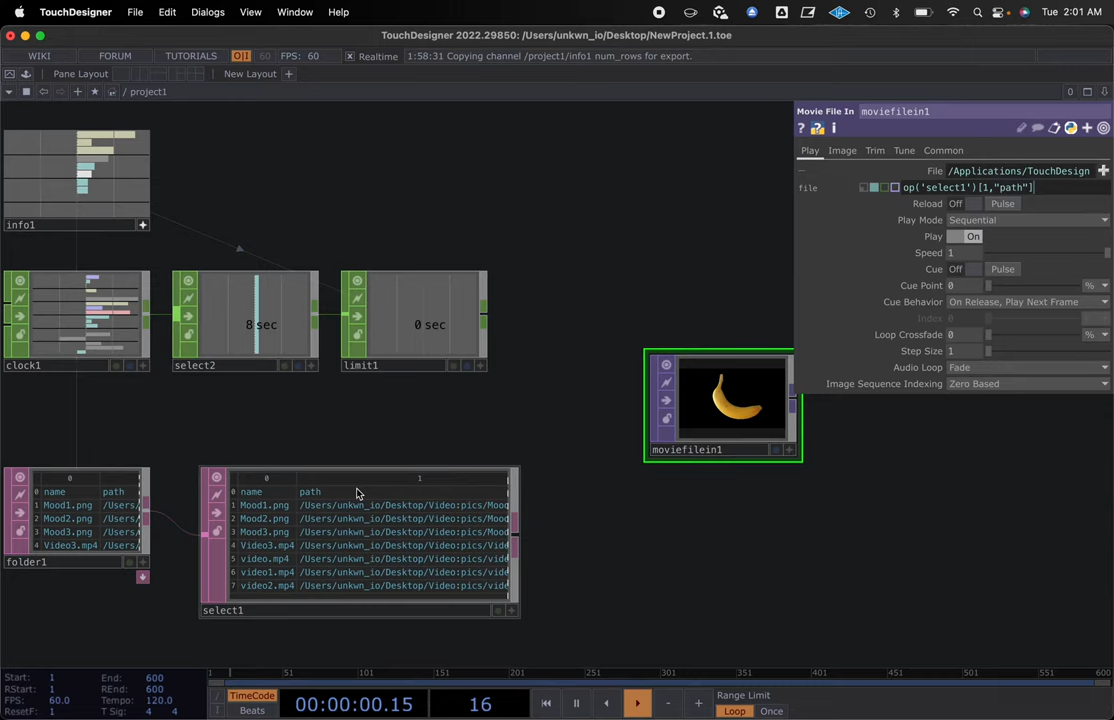 TouchDesigner File Edit Dialogs View Window Help Tue. 2:01 AM
TouchDesigner 2022.29850: /Users/unkwn_io/Desktop/NewProject.1.toe
WIKI FORUM TUTORIALS O|I 60 FPS: 60 Realtime 1:58:31 Copying channel /project1/info1 num_rows for export.
Pane Layout New Layout +
/ project1 0
Movie File In moviefilein1
Play Image Trim Tune Common
File /Applications/TouchDesign
file op('select1')[1,"path"]
Reload Off Pulse
Play Mode Sequential
Play On
Speed 1
Cue Off Pulse
Cue Point 0 %
Cue Behavior On Release, Play Next Frame
Index 0
Loop Crossfade 0 %
Step Size 1
Audio Loop Fade
Image Sequence Indexing Zero Based
info1
8 sec
0 sec
clock1 select2 limit1
moviefilein1
0 1
0 name path
1 Mood1.png /Users/
2 Mood2.png /Users/
3 Mood3.png /Users/
4 Video3.mp4 /Users/
folder1
0 name path
1 Mood1.png /Users/unkwn_io/Desktop/Video:pics/Mood
2 Mood2.png /Users/unkwn_io/Desktop/Video:pics/Mood
3 Mood3.png /Users/unkwn_io/Desktop/Video:pics/Mood
4 Video3.mp4 /Users/unkwn_io/Desktop/Video:pics/Vide
5 video.mp4 /Users/unkwn_io/Desktop/Video:pics/vide
6 video1.mp4 /Users/unkwn_io/Desktop/Video:pics/vide
7 video2.mp4 /Users/unkwn_io/Desktop/Video:pics/vide
select1
1 51 101 151 201 251 301 351 401 451 501 551 600
Start: 1 End: 600
RStart: 1 REnd: 600
FPS: 60.0 Tempo: 120.0
ResetF: 1 T Sig: 4 4
TimeCode
Beats
00:00:00.15 16
Range Limit
Loop Once